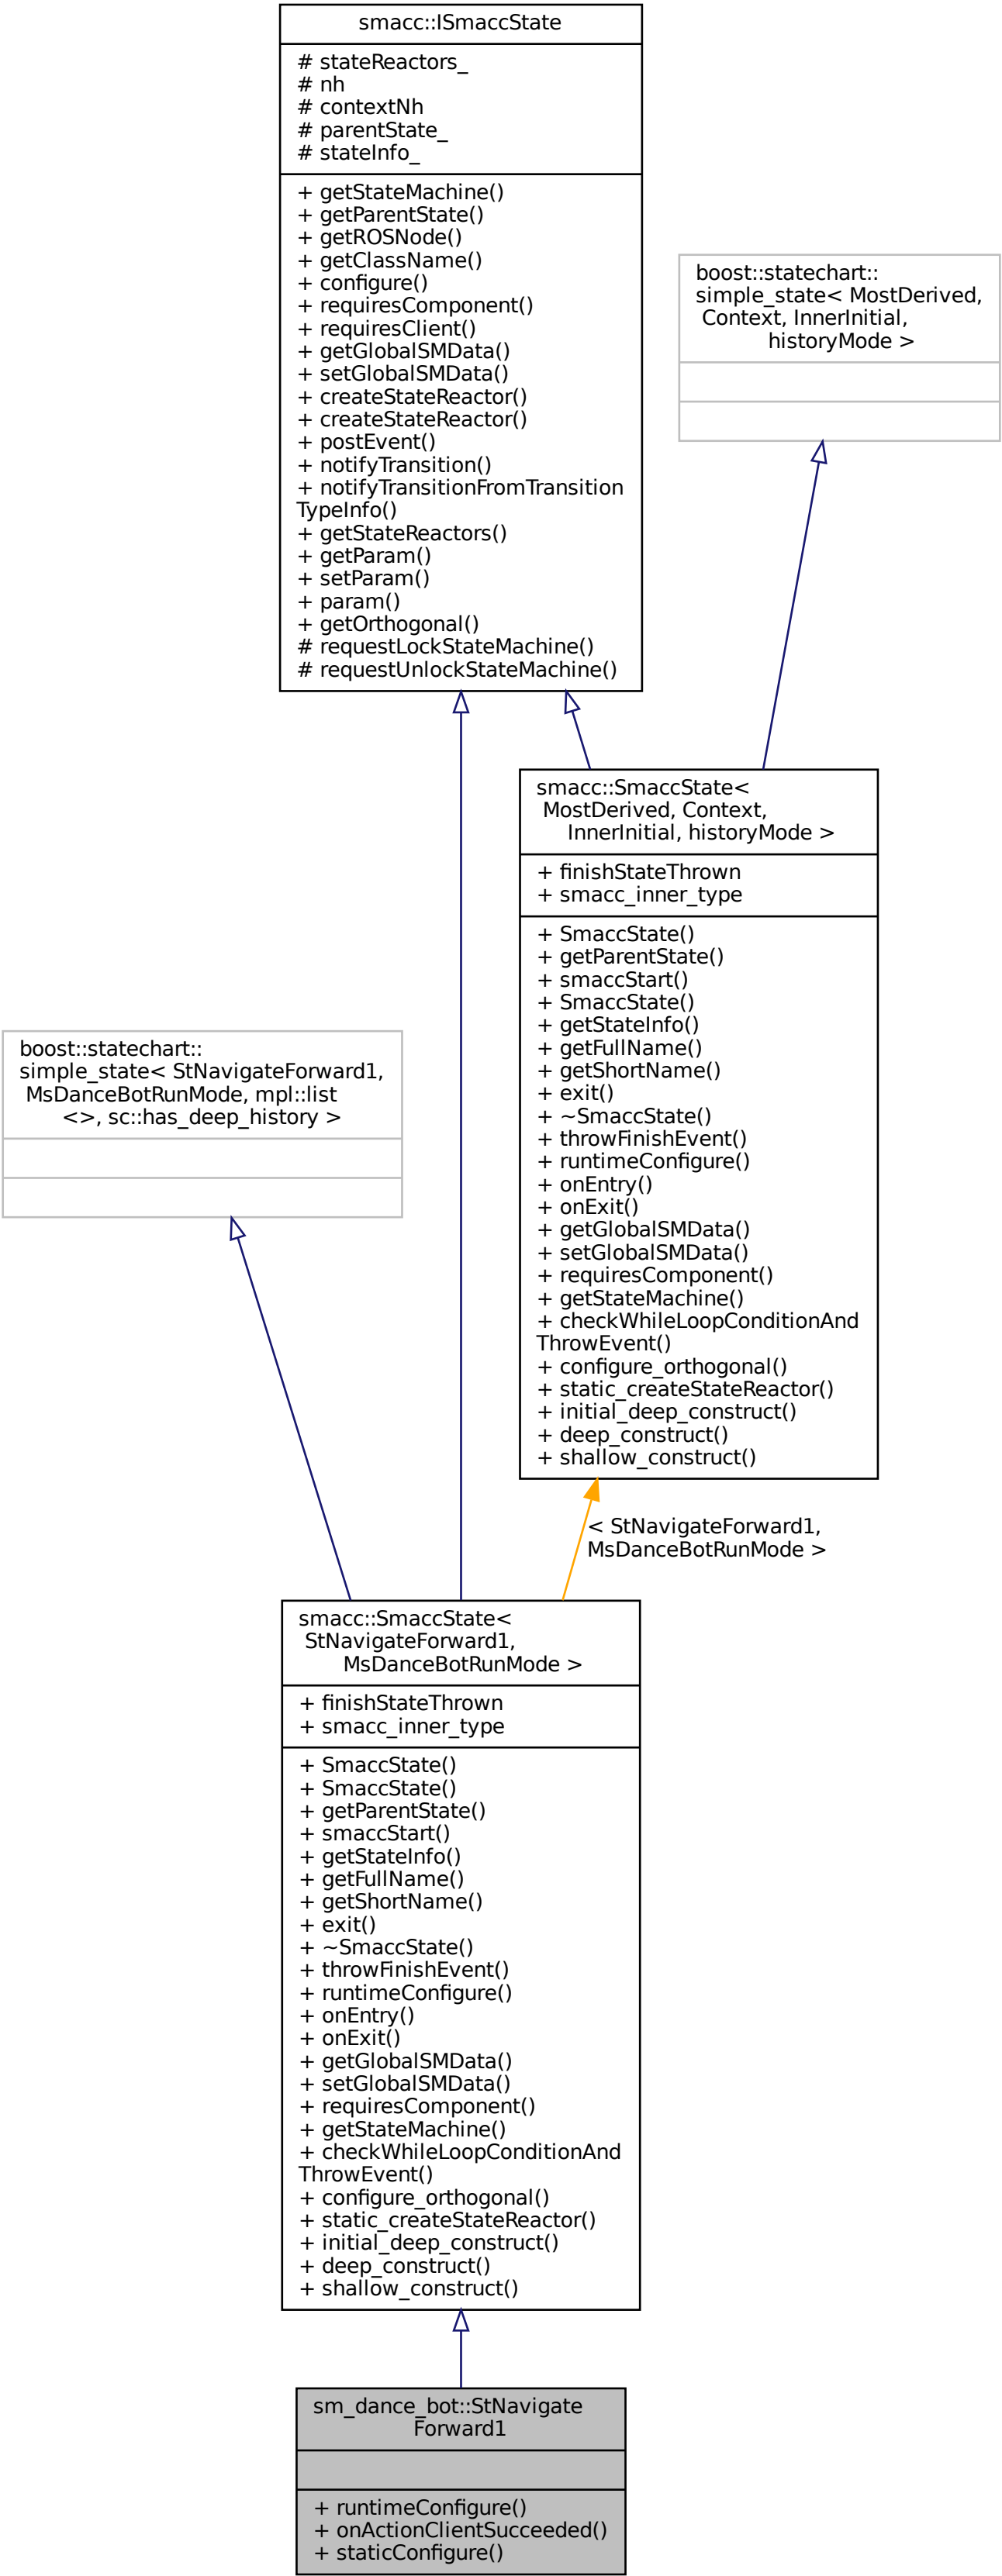 smacc::ISmaccState
# stateReactors_
# nh
# contextNh
# parentState_
# stateInfo_
+ getStateMachine()
+ getParentState()
+ getROSNode()
+ getClassName()
+ configure()
+ requiresComponent()
+ requiresClient()
+ getGlobalSMData()
+ setGlobalSMData()
+ createStateReactor()
+ createStateReactor()
+ postEvent()
+ notifyTransition()
+ notifyTransitionFromTransition
TypeInfo()
+ getStateReactors()
+ getParam()
+ setParam()
+ param()
+ getOrthogonal()
# requestLockStateMachine()
# requestUnlockStateMachine()
boost::statechart::
simple_state< MostDerived,
Context, InnerInitial,
historyMode >
smacc::SmaccState<
MostDerived, Context,
InnerInitial, historyMode >
+ finishStateThrown
+ smacc_inner_type
+ SmaccState()
+ getParentState()
+ smaccStart()
+ SmaccState()
+ getStateInfo()
+ getFullName()
+ getShortName()
+ exit()
+ ~SmaccState()
+ throwFinishEvent()
+ runtimeConfigure()
+ onEntry()
+ onExit()
+ getGlobalSMData()
+ setGlobalSMData()
+ requiresComponent()
+ getStateMachine()
+ checkWhileLoopConditionAnd
ThrowEvent()
+ configure_orthogonal()
+ static_createStateReactor()
+ initial_deep_construct()
+ deep_construct()
+ shallow_construct()
boost::statechart::
simple_state< StNavigateForward1,
MsDanceBotRunMode, mpl::list
<>, sc::has_deep_history >
< StNavigateForward1,
MsDanceBotRunMode >
smacc::SmaccState<
StNavigateForward1,
MsDanceBotRunMode >
+ finishStateThrown
+ smacc_inner_type
+ SmaccState()
+ SmaccState()
+ getParentState()
+ smaccStart()
+ getStateInfo()
+ getFullName()
+ getShortName()
+ exit()
+ ~SmaccState()
+ throwFinishEvent()
+ runtimeConfigure()
+ onEntry()
+ onExit()
+ getGlobalSMData()
+ setGlobalSMData()
+ requiresComponent()
+ getStateMachine()
+ checkWhileLoopConditionAnd
ThrowEvent()
+ configure_orthogonal()
+ static_createStateReactor()
+ initial_deep_construct()
+ deep_construct()
+ shallow_construct()
sm_dance_bot::StNavigate
Forward1
+ runtimeConfigure()
+ onActionClientSucceeded()
+ staticConfigure()